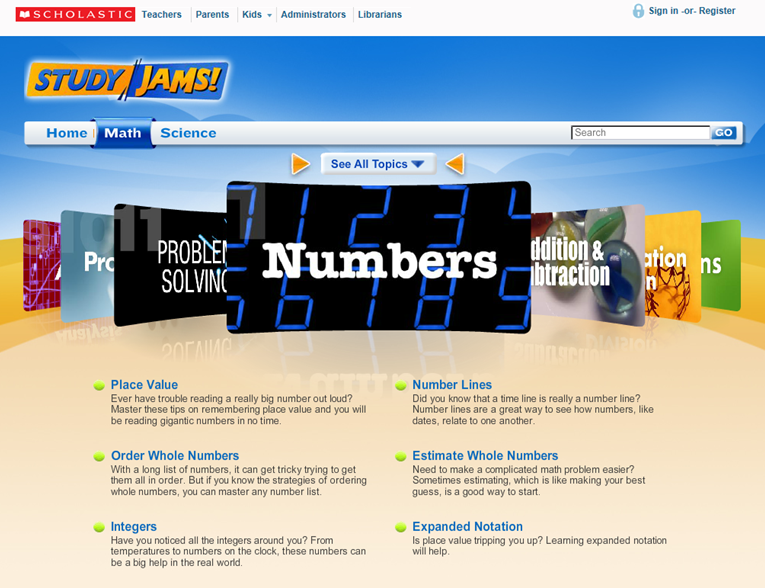 SCHOLASTIC Teachers Parents Kids Administrators Librarians Sign in -or- Register
STUDY JAMS!
Home Math Science Search GO
See All Topics
PROBLEM SOLVING
Numbers
Addition & Subtraction
Place Value
Ever have trouble reading a really big number out loud?
Master these tips on remembering place value and you will
be reading gigantic numbers in no time.
Number Lines
Did you know that a time line is really a number line?
Number lines are a great way to see how numbers, like
dates, relate to one another.
Order Whole Numbers
With a long list of numbers, it can get tricky trying to get
them all in order. But if you know the strategies of ordering
whole numbers, you can master any number list.
Estimate Whole Numbers
Need to make a complicated math problem easier?
Sometimes estimating, which is like making your best
guess, is a good way to start.
Integers
Have you noticed all the integers around you? From
temperatures to numbers on the clock, these numbers can
be a big help in the real world.
Expanded Notation
Is place value tripping you up? Learning expanded notation
will help.